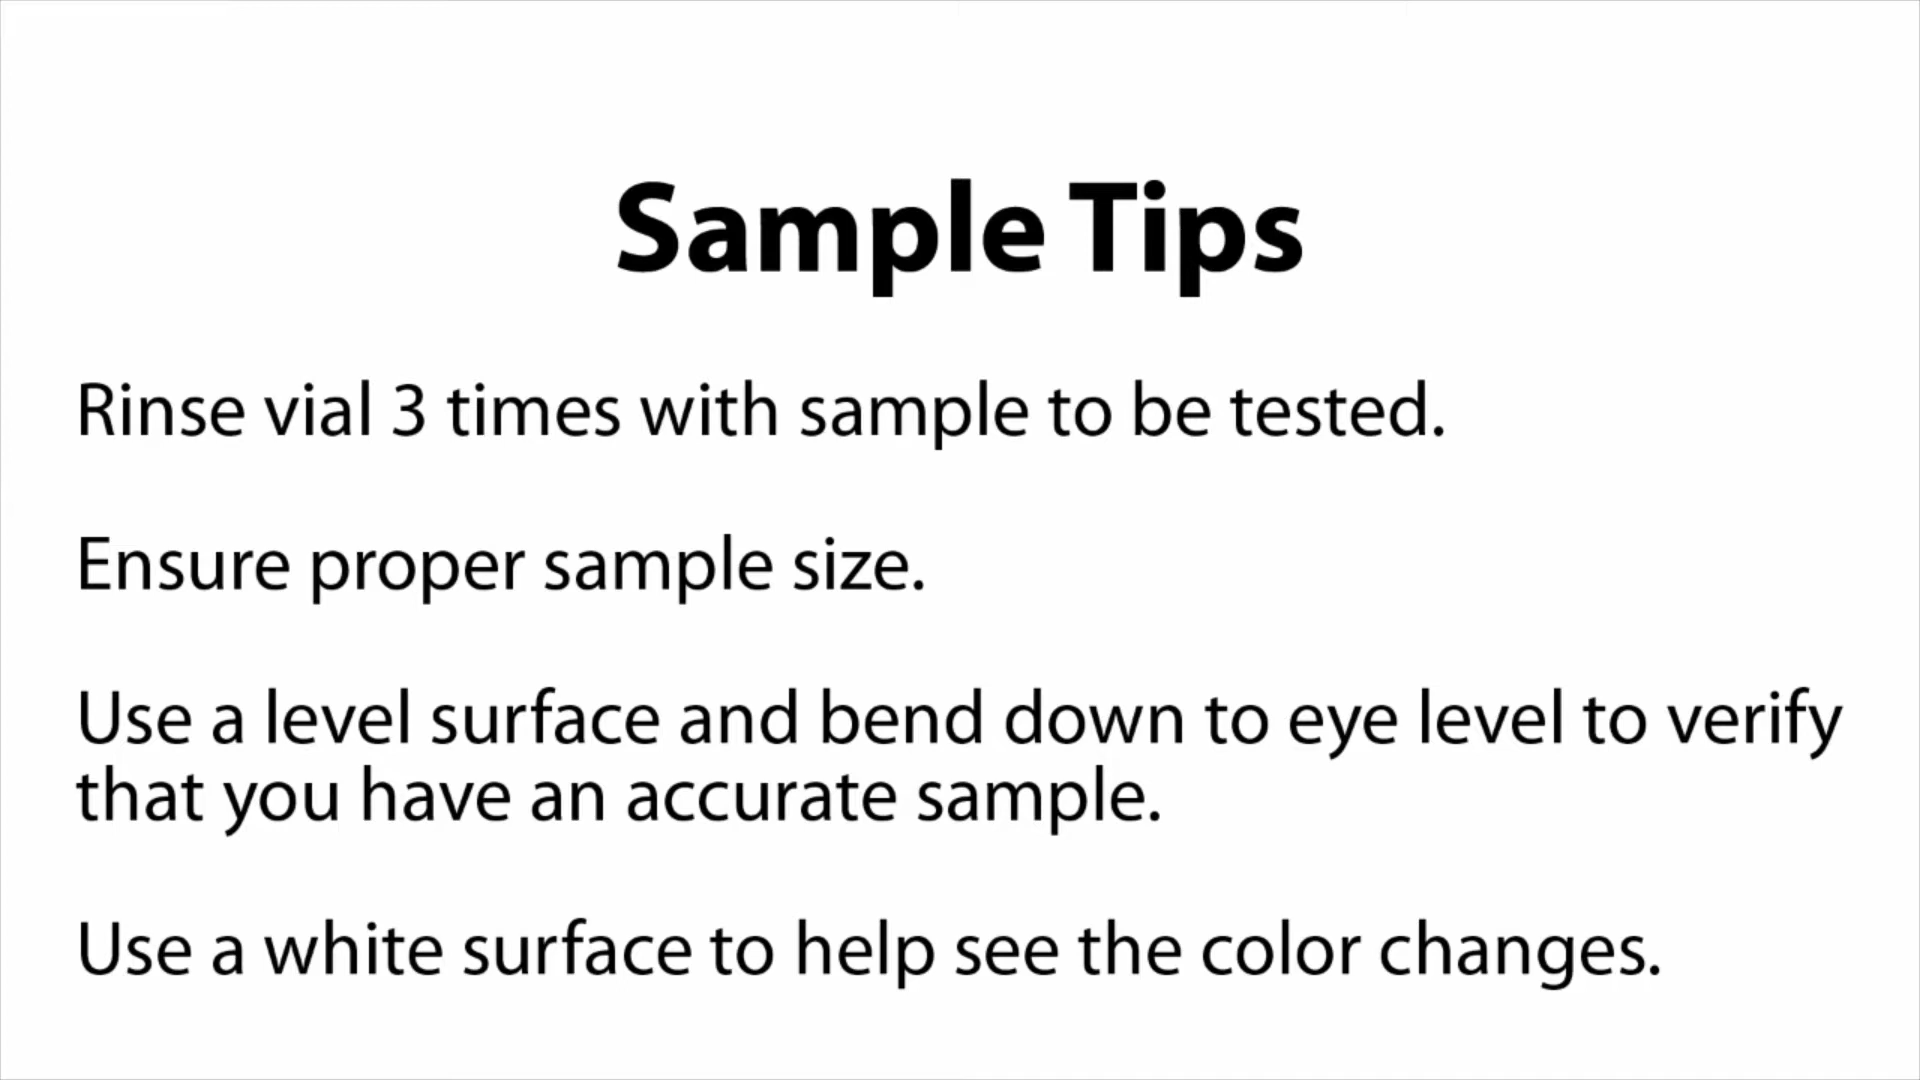 Sample Tips
Rinse vial 3 times with sample to be tested.
Ensure proper sample size.
Use a level surface and bend down to eye level to verify
that you have an accurate sample.
Use a white surface to help see the color changes.